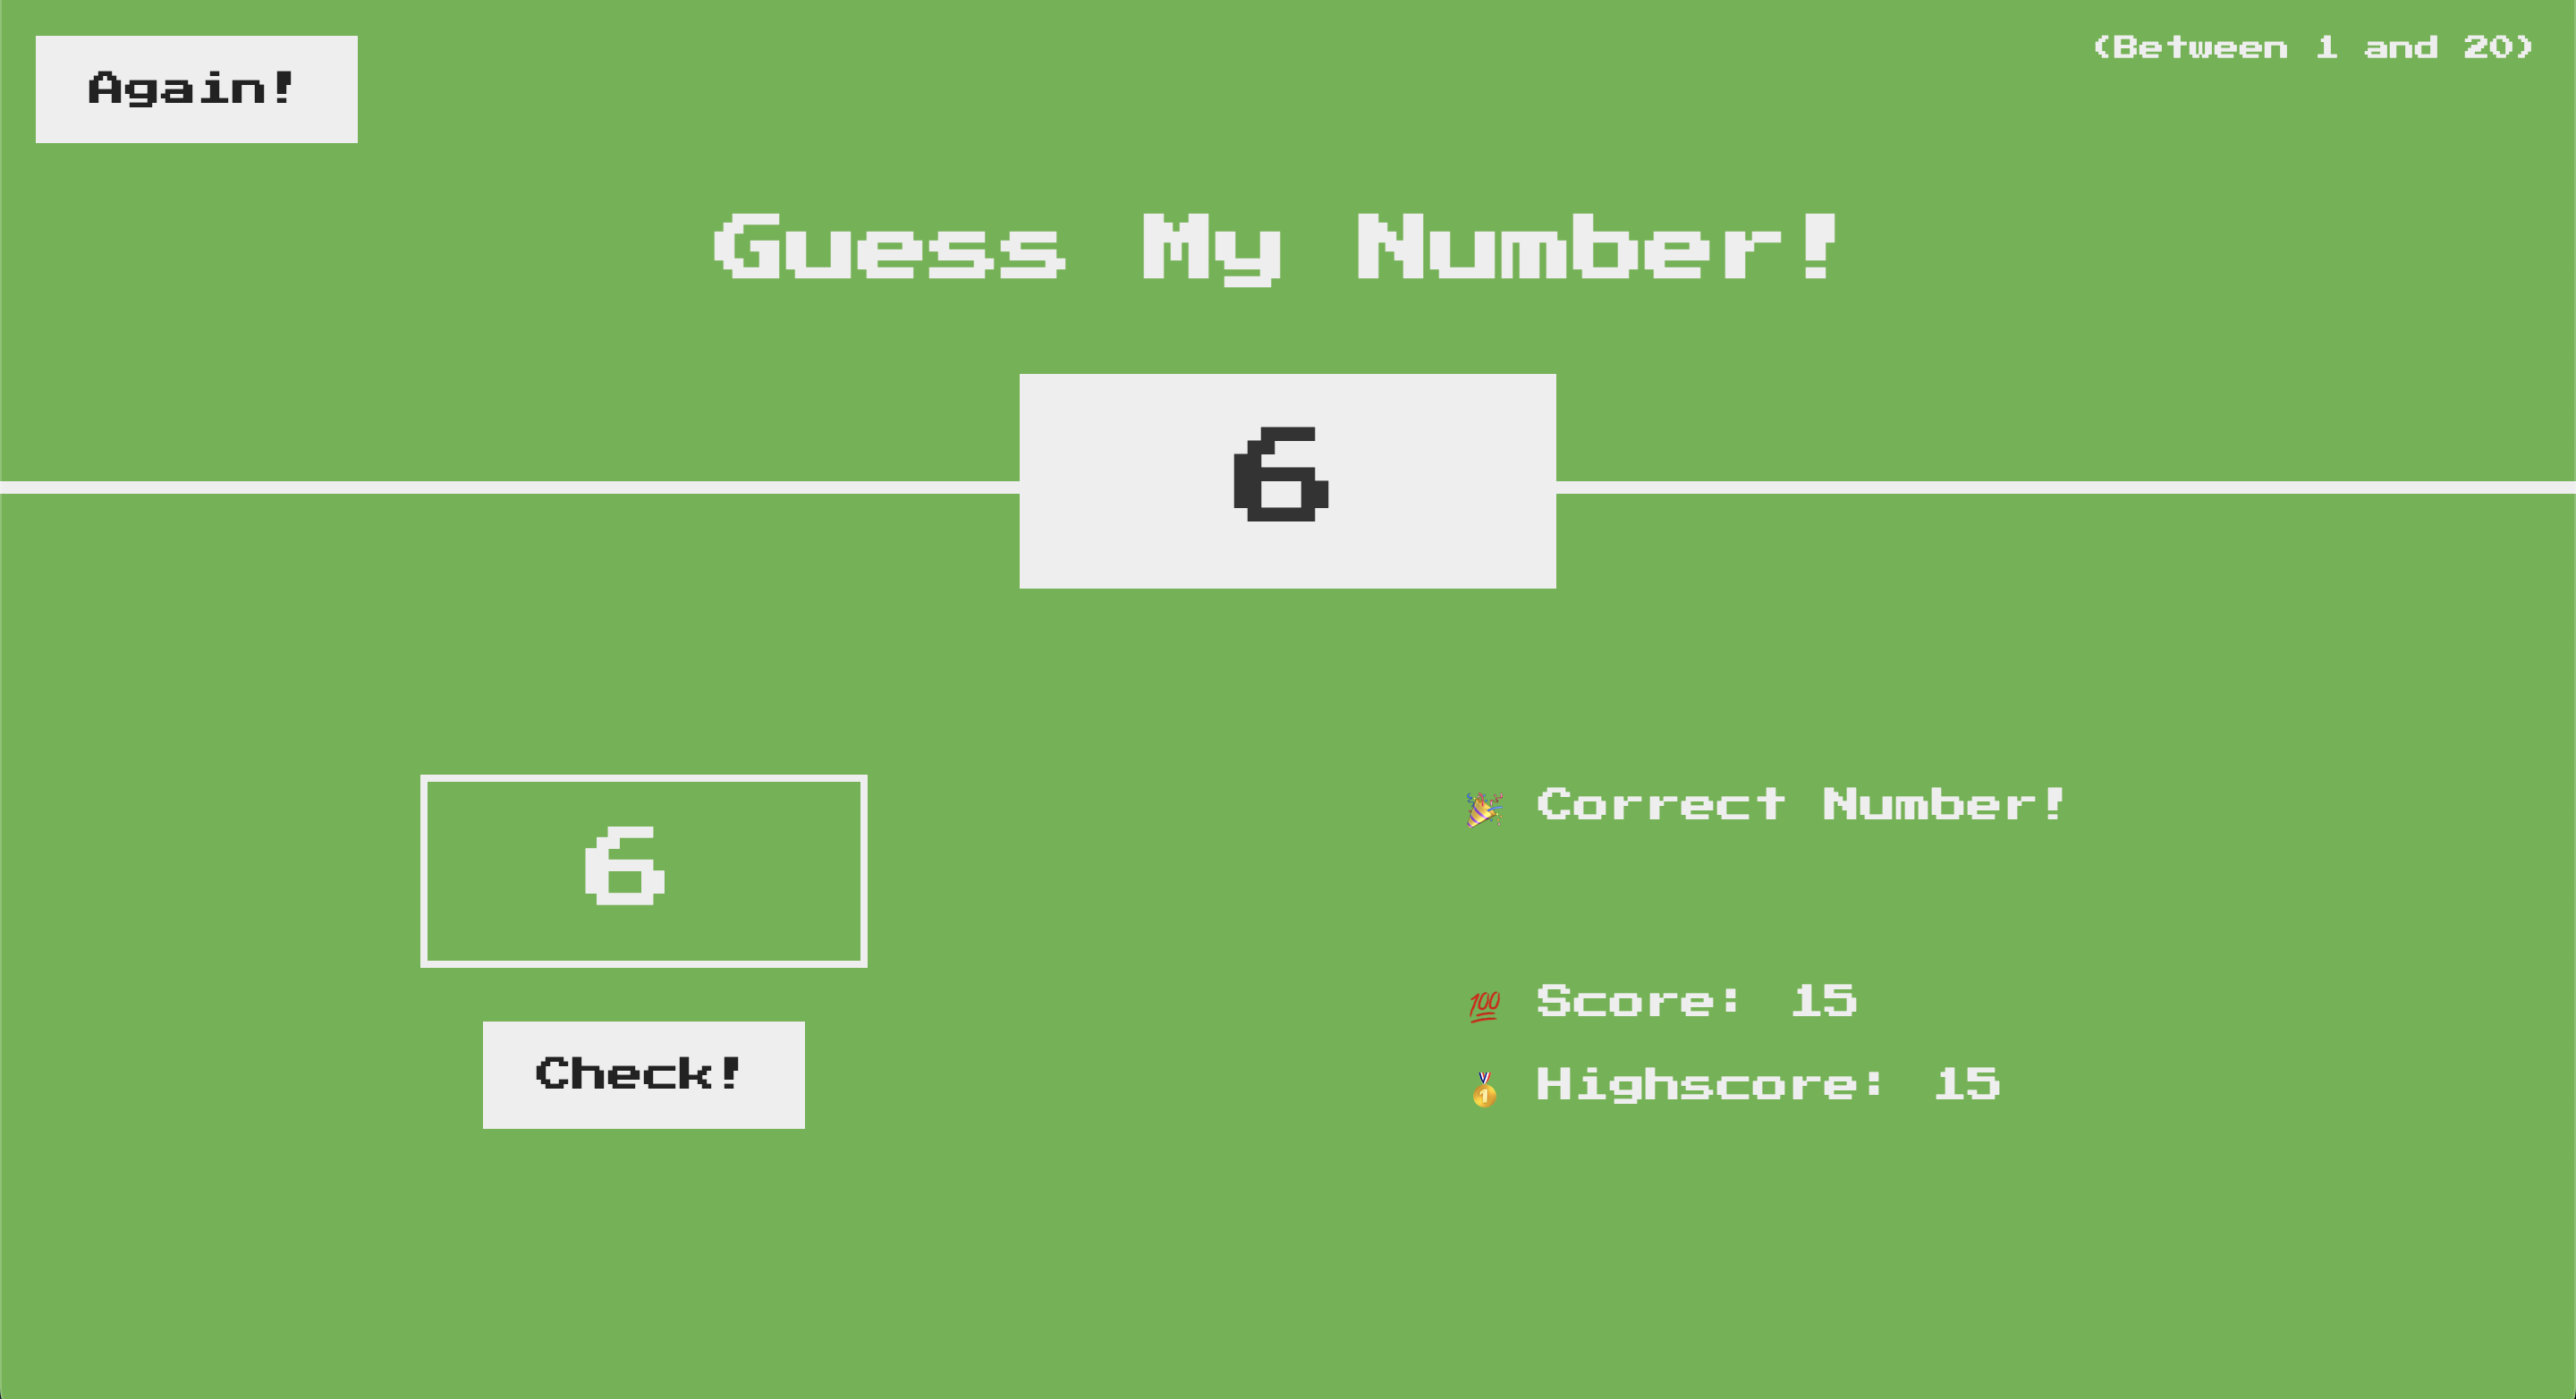 Again!
(Between 1 and 20)
Guess My Number!
6
6
Check!
🎉 Correct Number!
💯 Score: 15
🥇 Highscore: 15